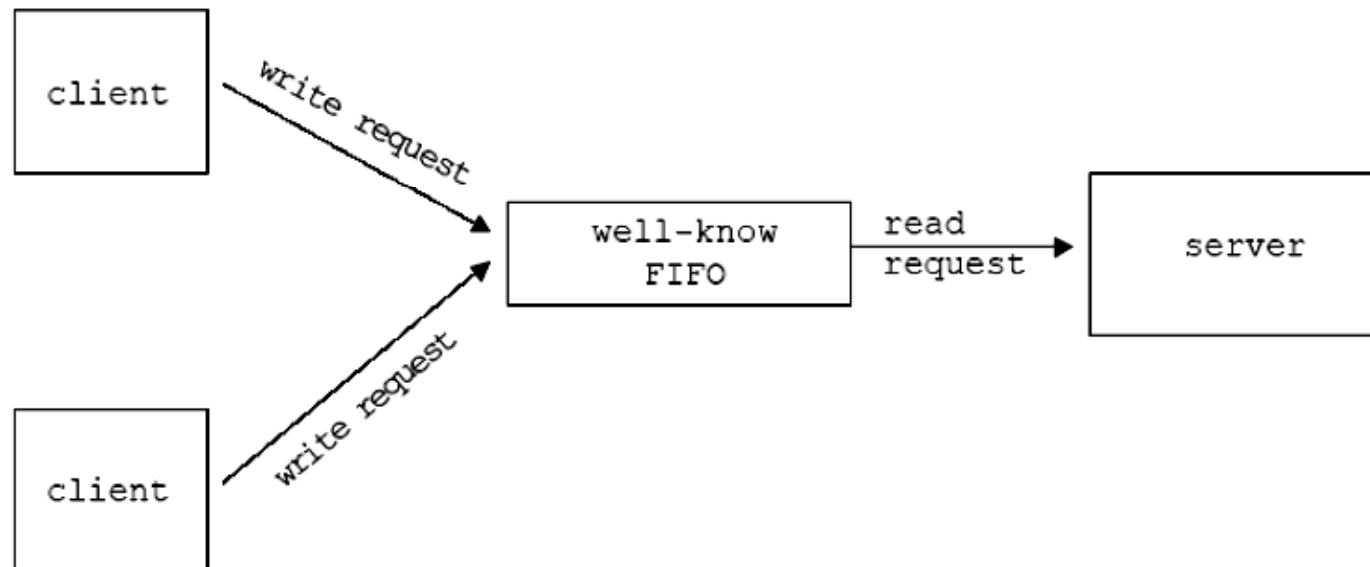 client
write request
well-know
FIFO
read
request
server
write request
client